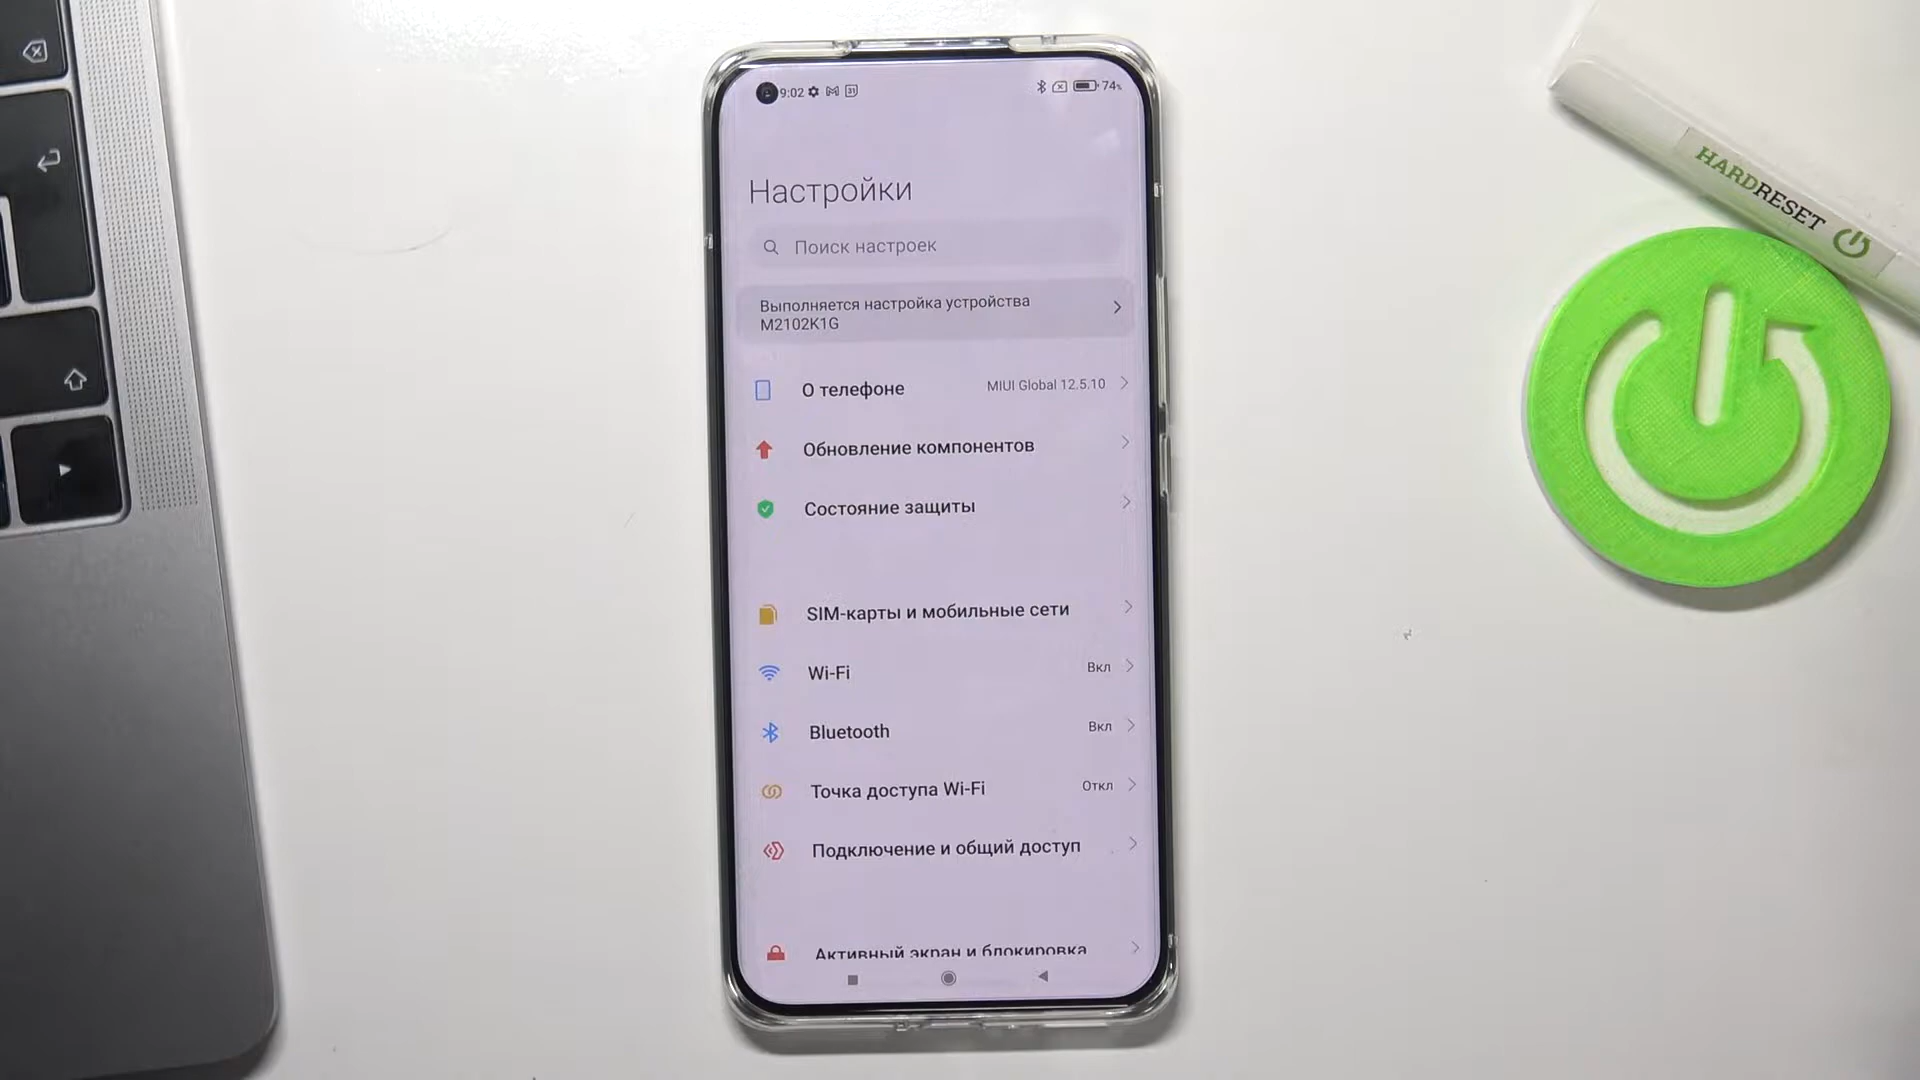 9:02
31
74%
Настройки
Поиск настроек
Выполняется настройка устройства
M2102K1G
О телефоне
MIUI Global 12.5.10
Обновление компонентов
Состояние защиты
SIM-карты и мобильные сети
Wi-Fi
Вкл
Bluetooth
Вкл
Точка доступа Wi-Fi
Откл
Подключение и общий доступ
Активный экран и блокировка
HARDRESET